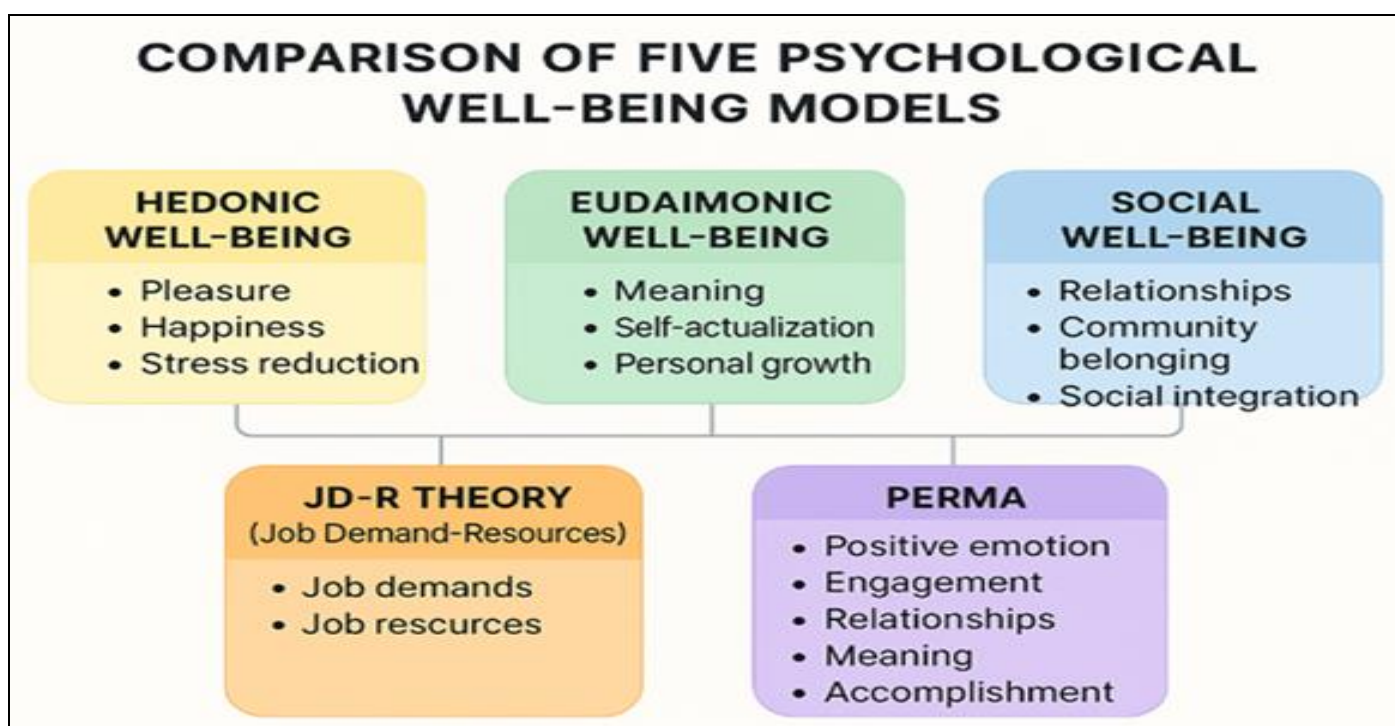 COMPARISON OF FIVE PSYCHOLOGICAL
WELL-BEING MODELS
HEDONIC
WELL-BEING
• Pleasure
• Happiness
• Stress reduction
EUDAIMONIC
WELL-BEING
• Meaning
• Self-actualization
• Personal growth
SOCIAL
WELL-BEING
• Relationships
• Community
belonging
• Social integration
JD-R THEORY
(Job Demand-Resources)
• Job demands
• Job rescurces
PERMA
• Positive emotion
• Engagement
• Relationships
• Meaning
• Accomplishment